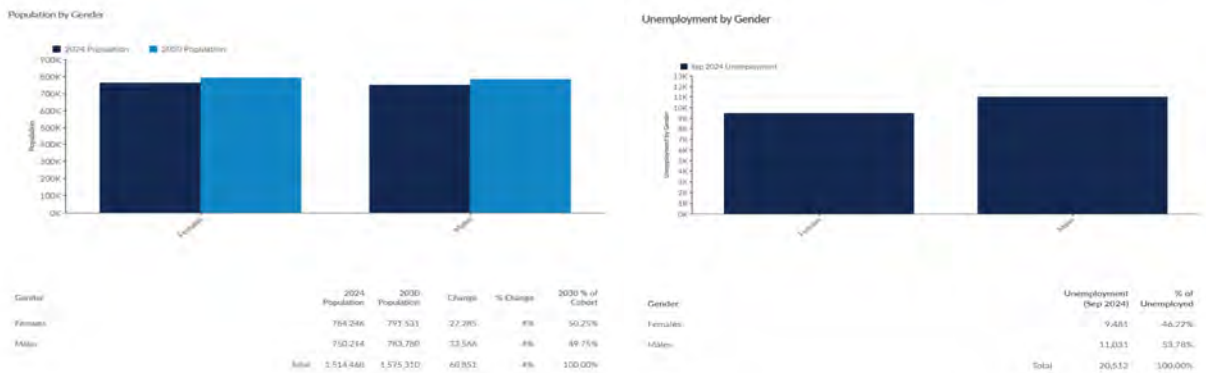 Population by Gender
2024 Population 2030 Population
900K
800K
700K
600K
500K
400K
300K
200K
100K
0K
Population
Females Males
Gender 2024 Population 2030 Population Change % Change 2030 % of Cohort
Females 764,246 791,531 27,285 4% 50.25%
Males 750,214 783,780 33,566 4% 49.75%
Total 1,514,460 1,575,310 60,851 4% 100.00%
Unemployment by Gender
Sep 2024 Unemployment
13K
12K
11K
10K
9K
8K
7K
6K
5K
4K
3K
2K
1K
0K
Unemployment by Gender
Females Males
Gender Unemployment (Sep 2024) % of Unemployed
Females 9,481 46.22%
Males 11,031 53.78%
Total 20,512 100.00%